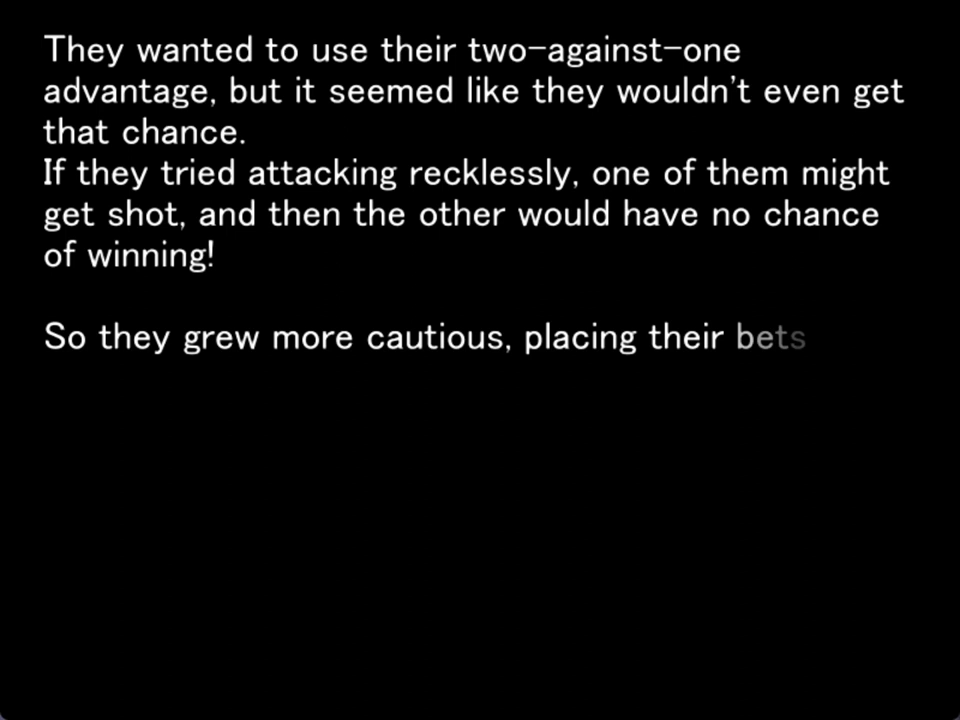 They wanted to use their two-against-one
advantage, but it seemed like they wouldn't even get
that chance.
If they tried attacking recklessly, one of them might
get shot, and then the other would have no chance
of winning!
So they grew more cautious, placing their bets